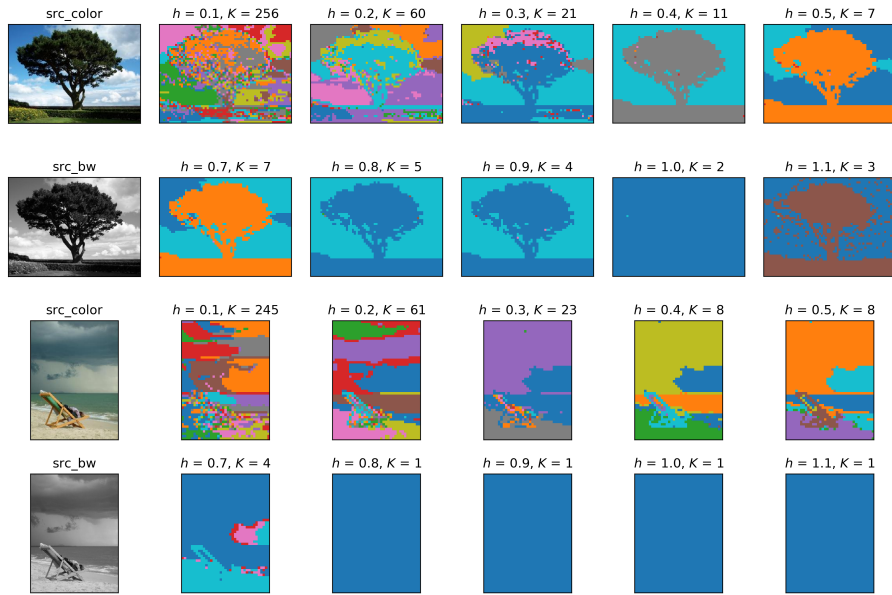 src_color h = 0.1, K = 256 h = 0.2, K = 60 h = 0.3, K = 21 h = 0.4, K = 11 h = 0.5, K = 7
src_bw h = 0.7, K = 7 h = 0.8, K = 5 h = 0.9, K = 4 h = 1.0, K = 2 h = 1.1, K = 3
src_color h = 0.1, K = 245 h = 0.2, K = 61 h = 0.3, K = 23 h = 0.4, K = 8 h = 0.5, K = 8
src_bw h = 0.7, K = 4 h = 0.8, K = 1 h = 0.9, K = 1 h = 1.0, K = 1 h = 1.1, K = 1